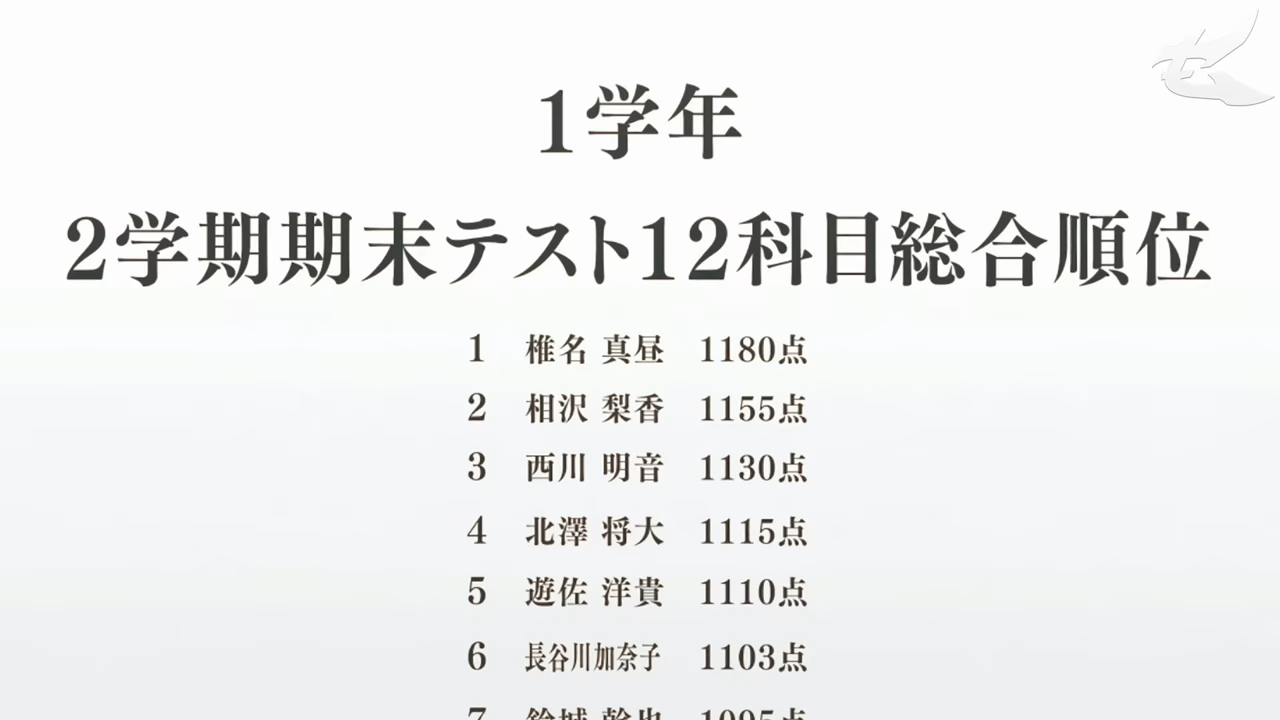 1学年
2学期期末テスト12科目総合順位
1 椎名 真昼 1180点
2 相沢 梨香 1155点
3 西川 明音 1130点
4 北澤 将大 1115点
5 遊佐 洋貴 1110点
6 長谷川加奈子 1103点